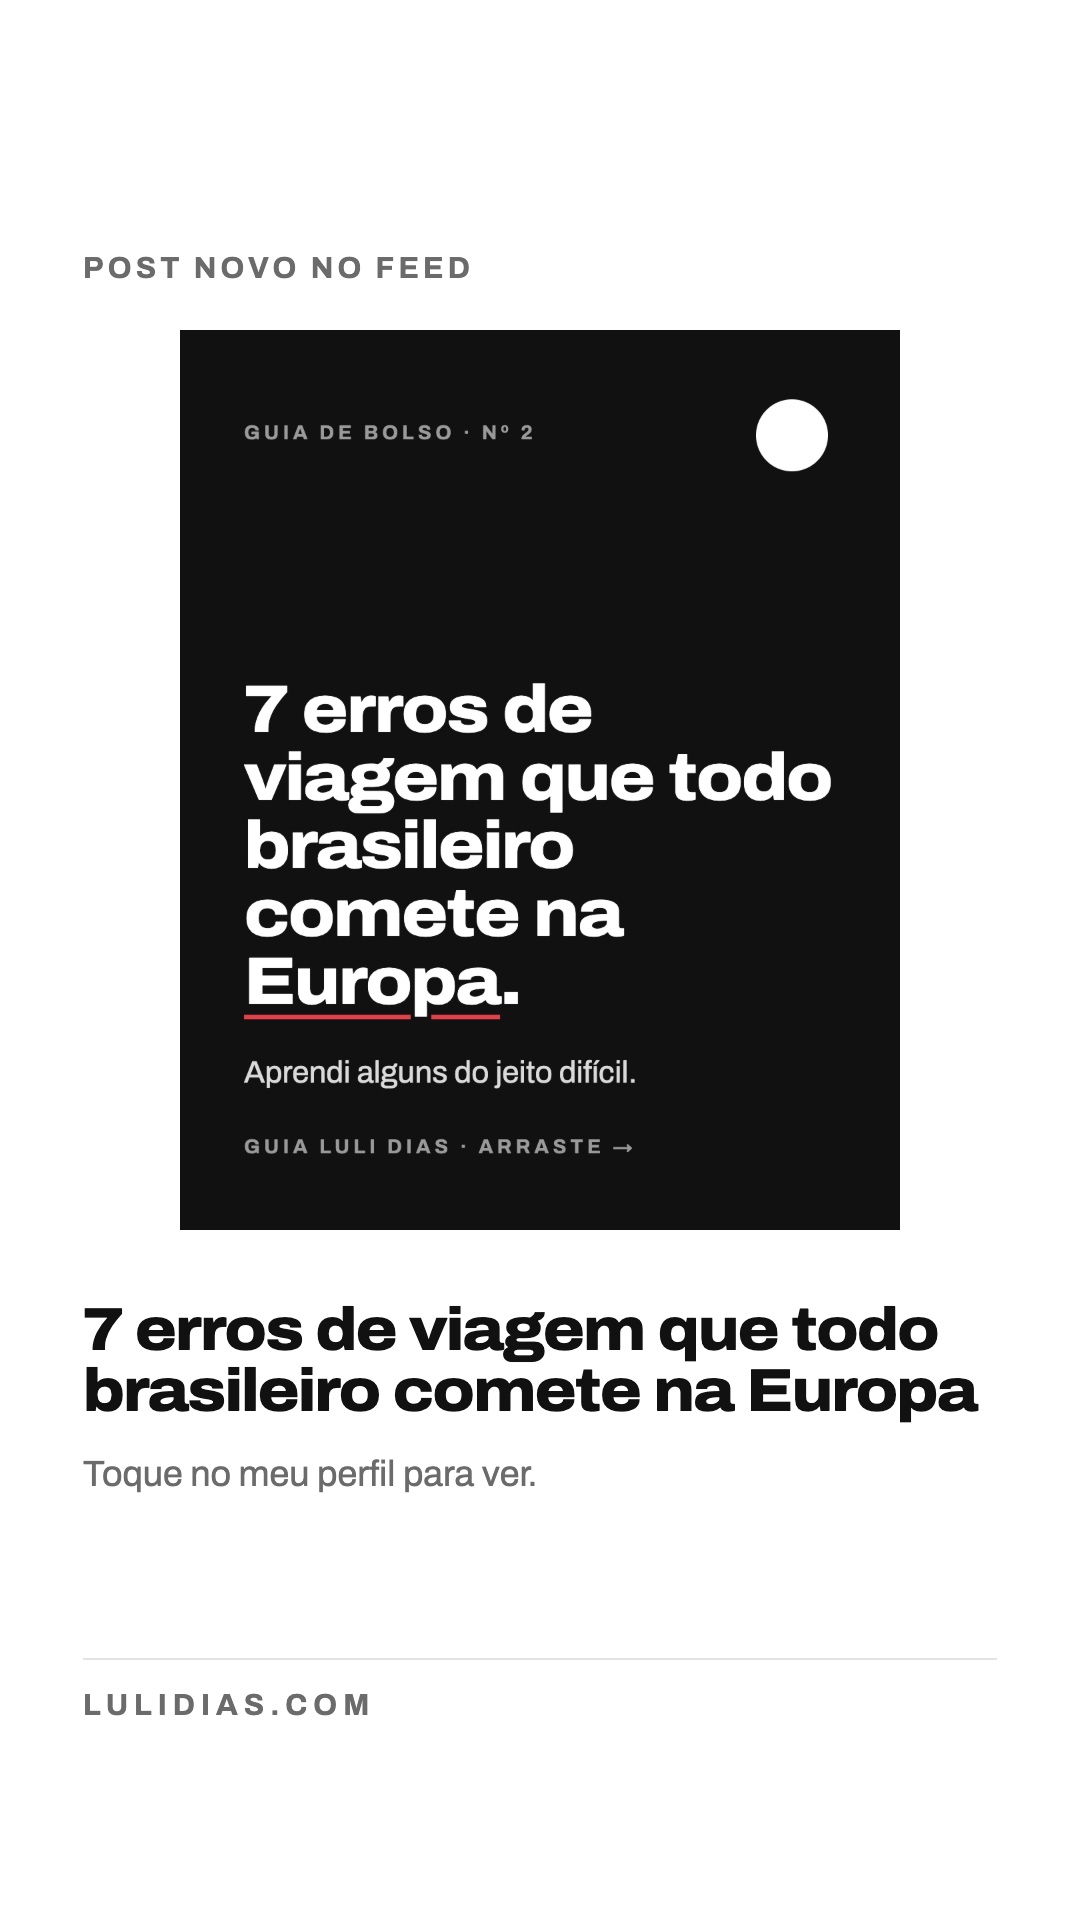 POST NOVO NO FEED
GUIA DE BOLSO · Nº 2
7 erros de
viagem que todo
brasileiro
comete na
Europa.
Aprendi alguns do jeito difícil.
GUIA LULI DIAS · ARRASTE →
7 erros de viagem que todo
brasileiro comete na Europa
Toque no meu perfil para ver.
LULIDIAS.COM